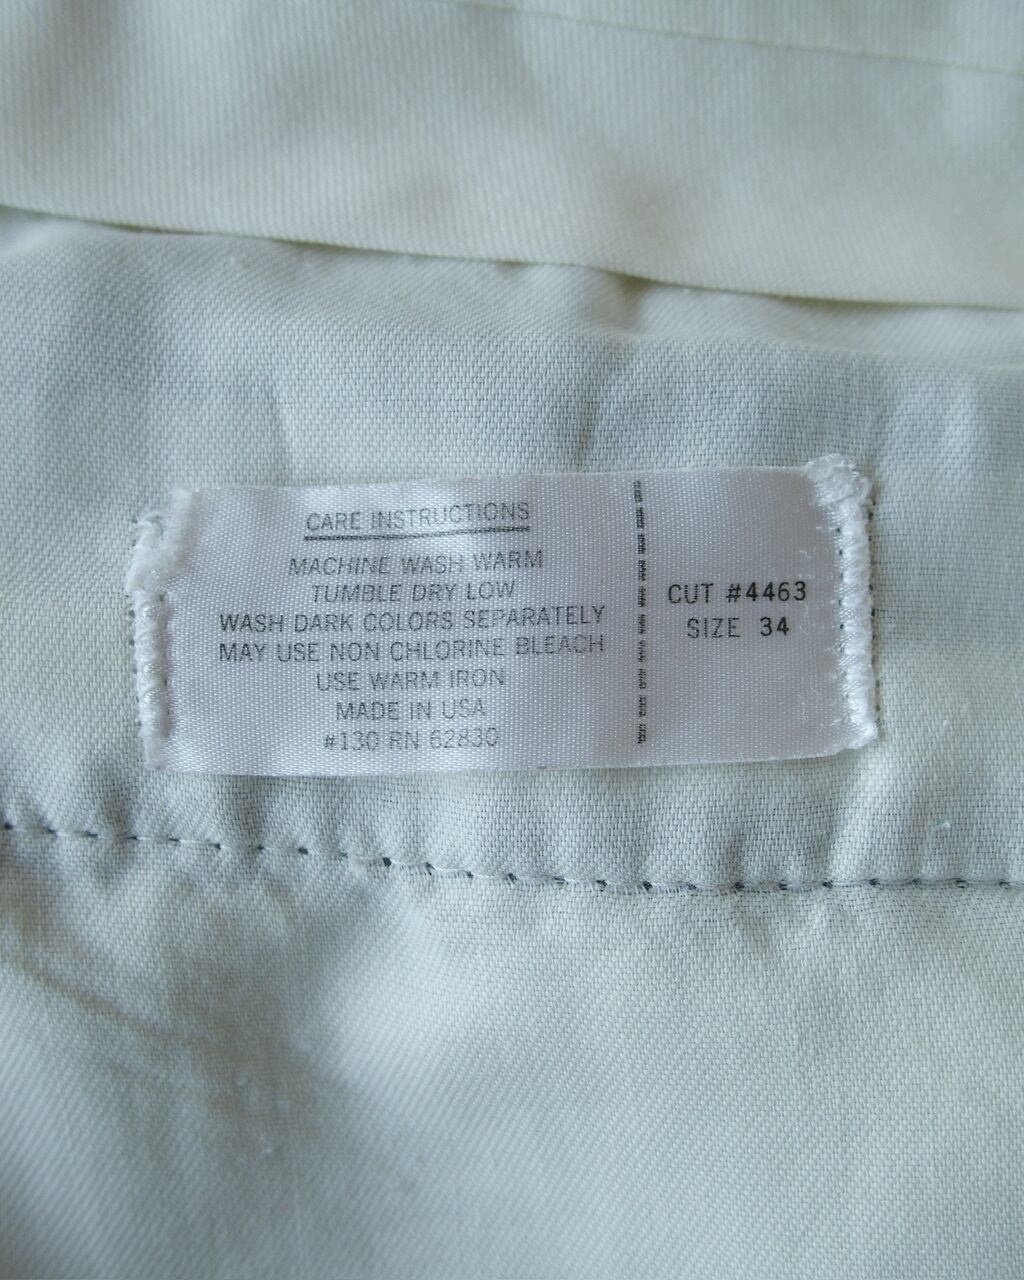 CARE INSTRUCTIONS
MACHINE WASH WARM
TUMBLE DRY LOW
WASH DARK COLORS SEPARATELY
MAY USE NON CHLORINE BLEACH
USE WARM IRON
MADE IN USA
#130 RN 62830
CUT #4463
SIZE 34